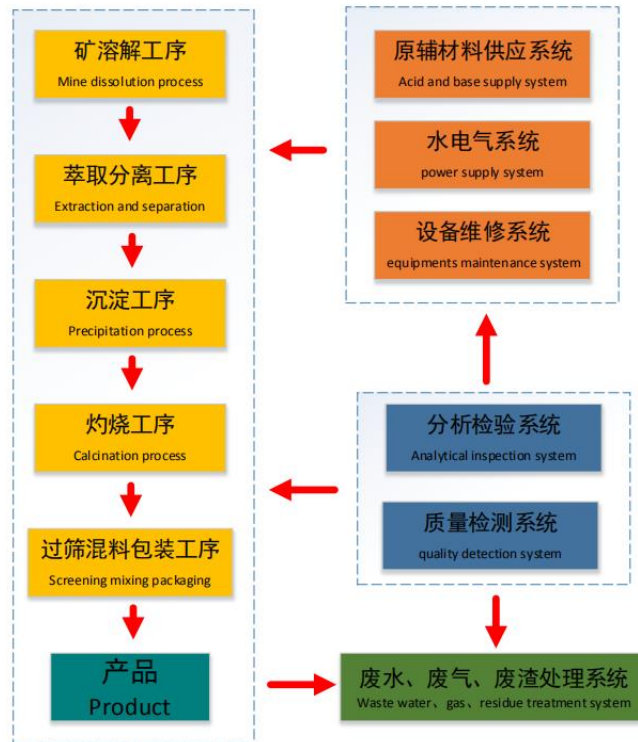 矿溶解工序
Mine dissolution process
萃取分离工序
Extraction and separation
沉淀工序
Precipitation process
灼烧工序
Calcination process
过筛混料包装工序
Screening mixing packaging
产品
Product
原辅材料供应系统
Acid and base supply system
水电气系统
power supply system
设备维修系统
equipments maintenance system
分析检验系统
Analytical inspection system
质量检测系统
quality detection system
废水、废气、废渣处理系统
Waste water、gas、residue treatment system